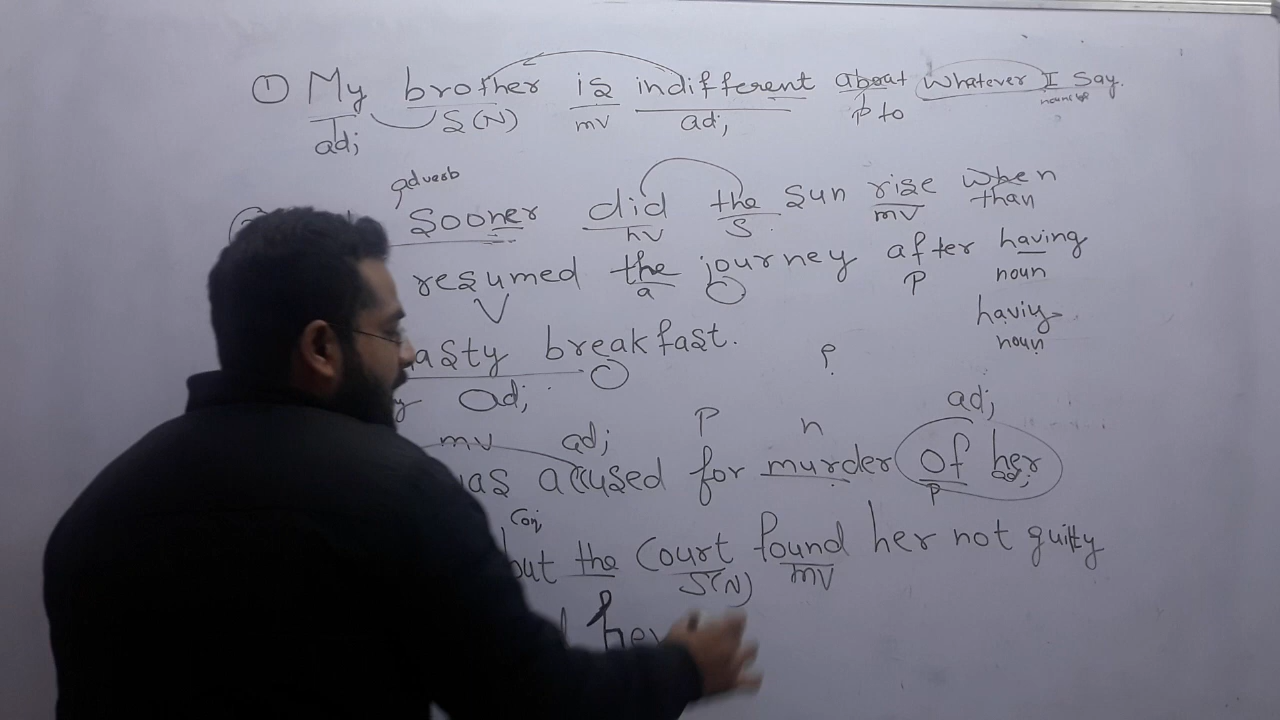 ① My brother is indifferent about whatever I say.
adj S(N) mv adj p to noun
adverb
Sooner did the sun rise when
hv S mv than
resumed the journey after having
V a O p noun
having
noun
asty breakfast.
O
adj
p
adj
mv adj p n
was accused for murder of her
p adj
conj
but the court found her not guilty
S(N) mv
her